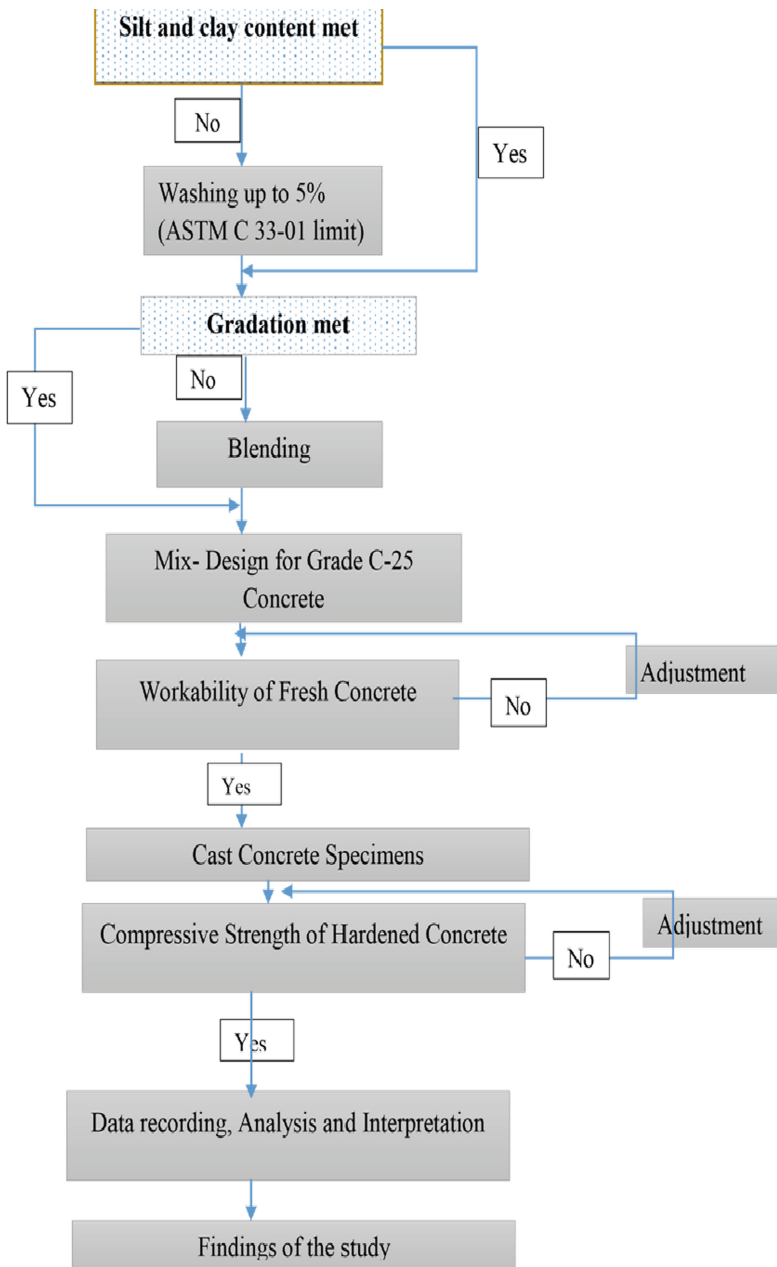 Silt and clay content met
No
Yes
Washing up to 5%
(ASTM C 33-01 limit)
Gradation met
No
Yes
Blending
Mix- Design for Grade C-25
Concrete
Workability of Fresh Concrete
No
Adjustment
Yes
Cast Concrete Specimens
Compressive Strength of Hardened Concrete
No
Adjustment
Yes
Data recording, Analysis and Interpretation
Findings of the study